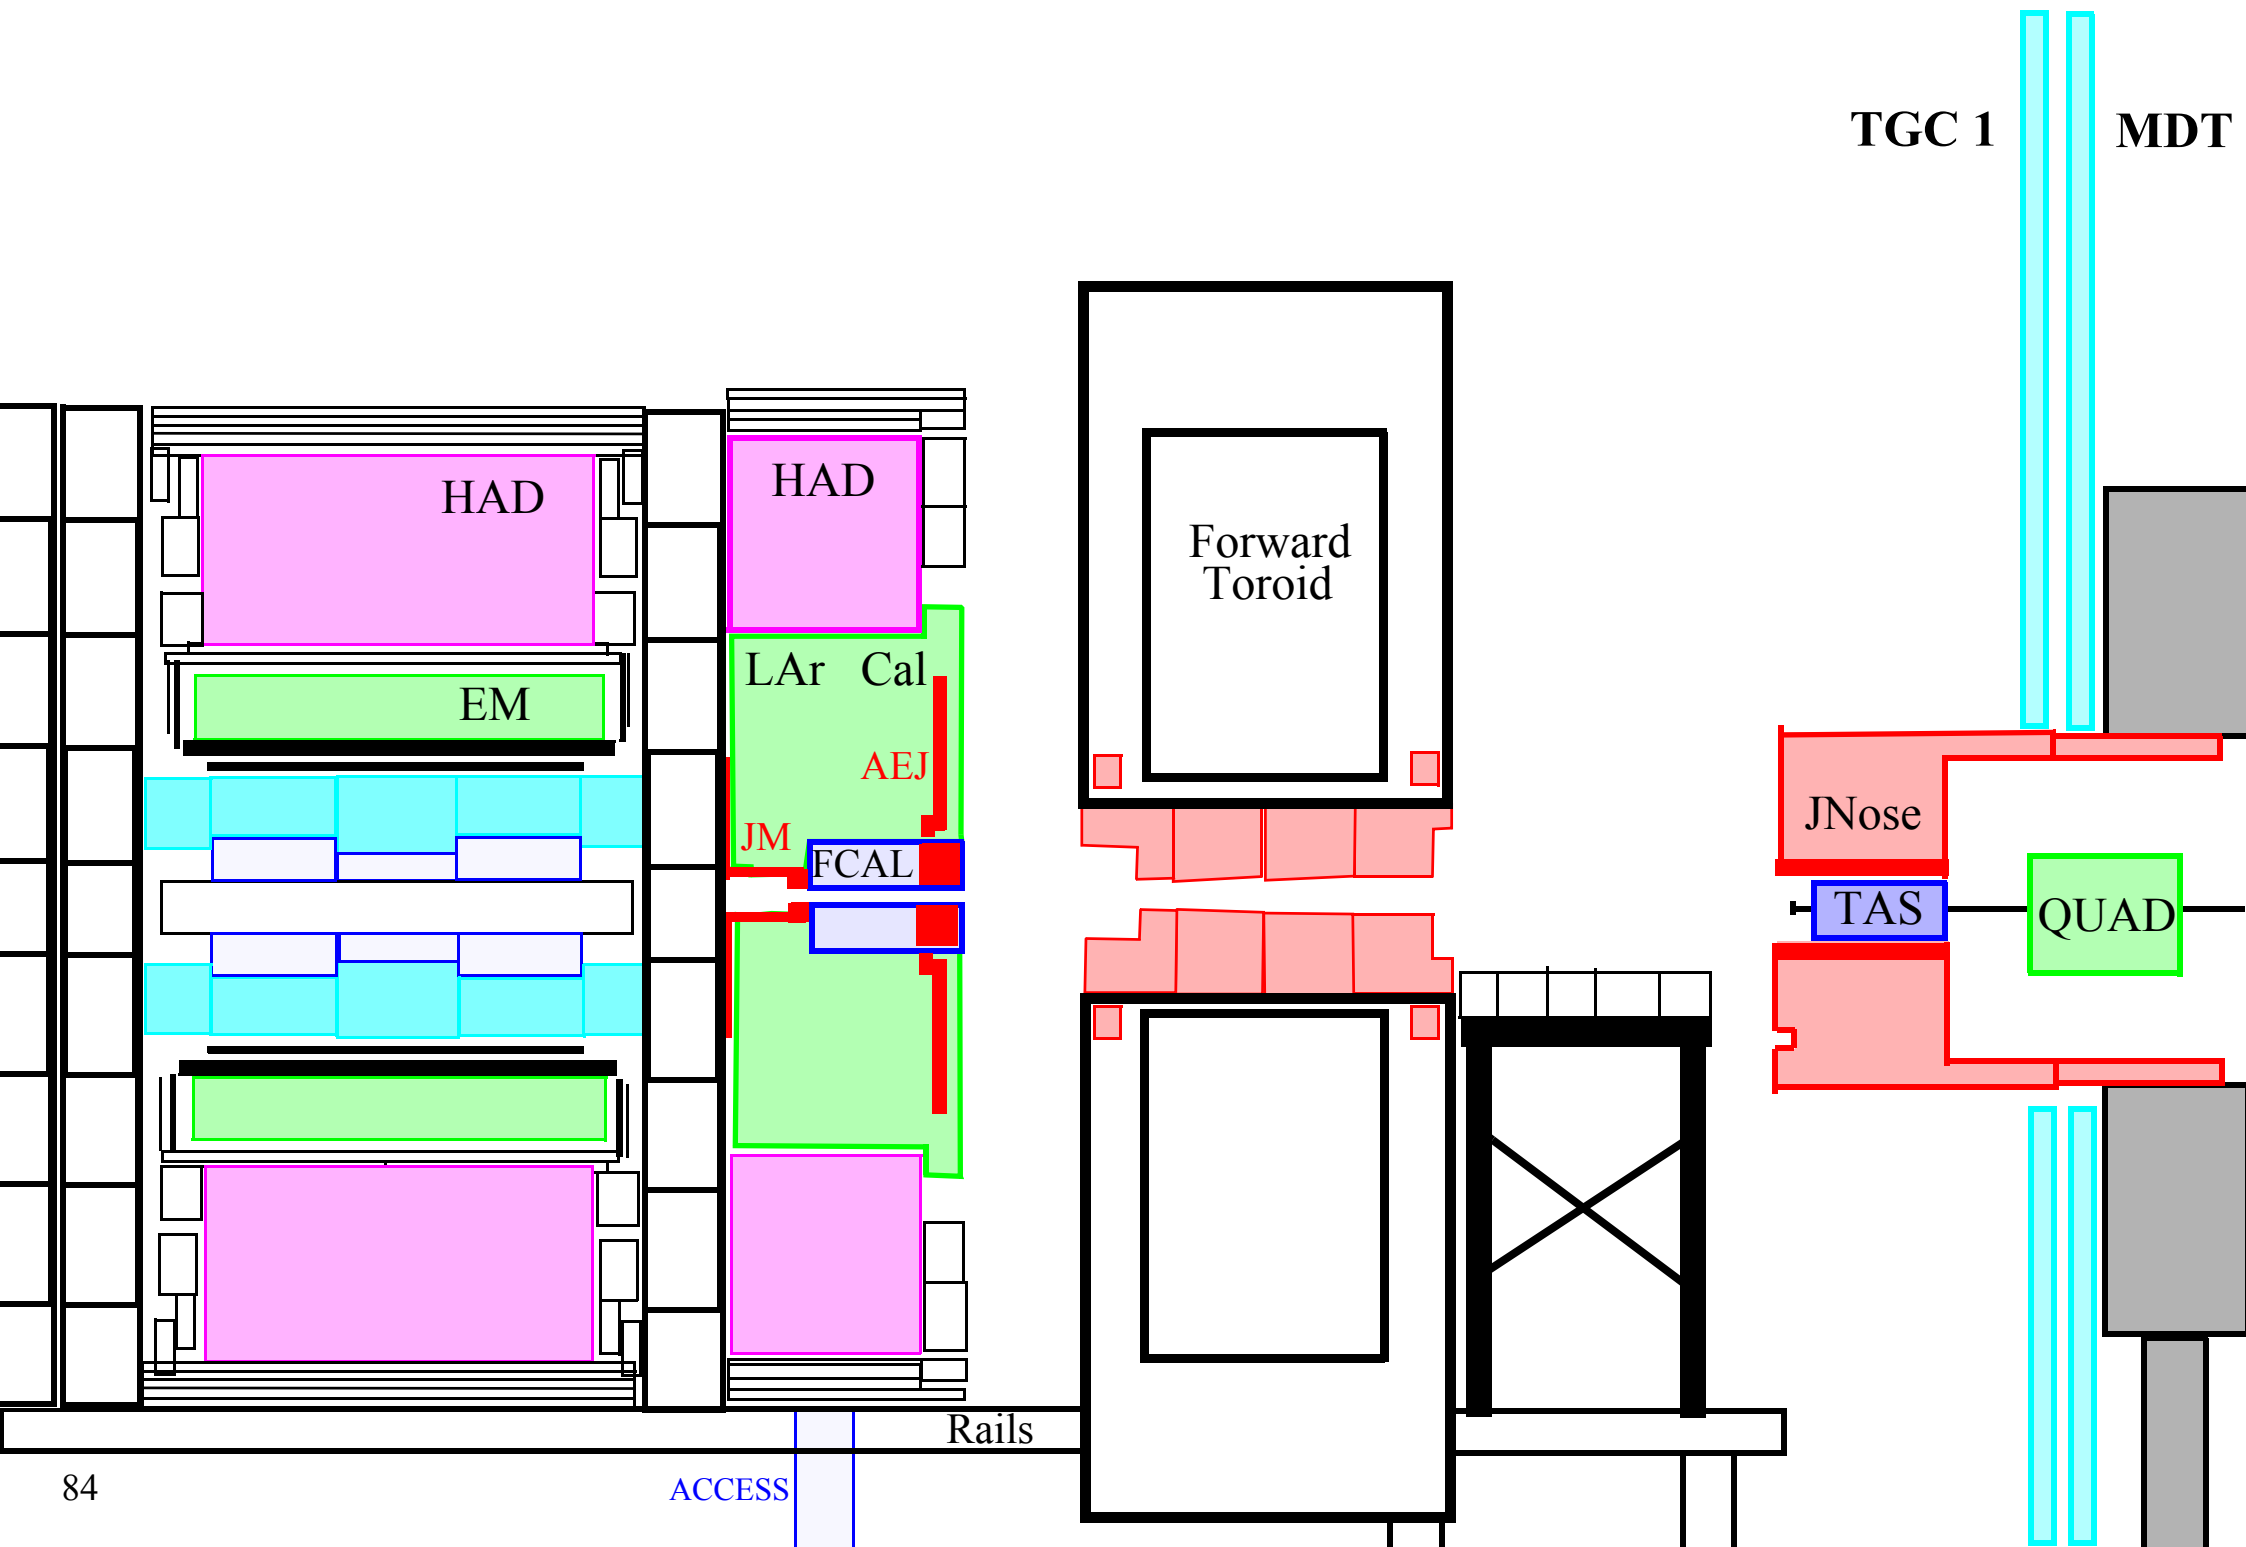 TGC 1
MDT
HAD
HAD
Forward
Toroid
LAr Cal
EM
AEJ
JM
FCAL
JNose
TAS
QUAD
Rails
ACCESS
84